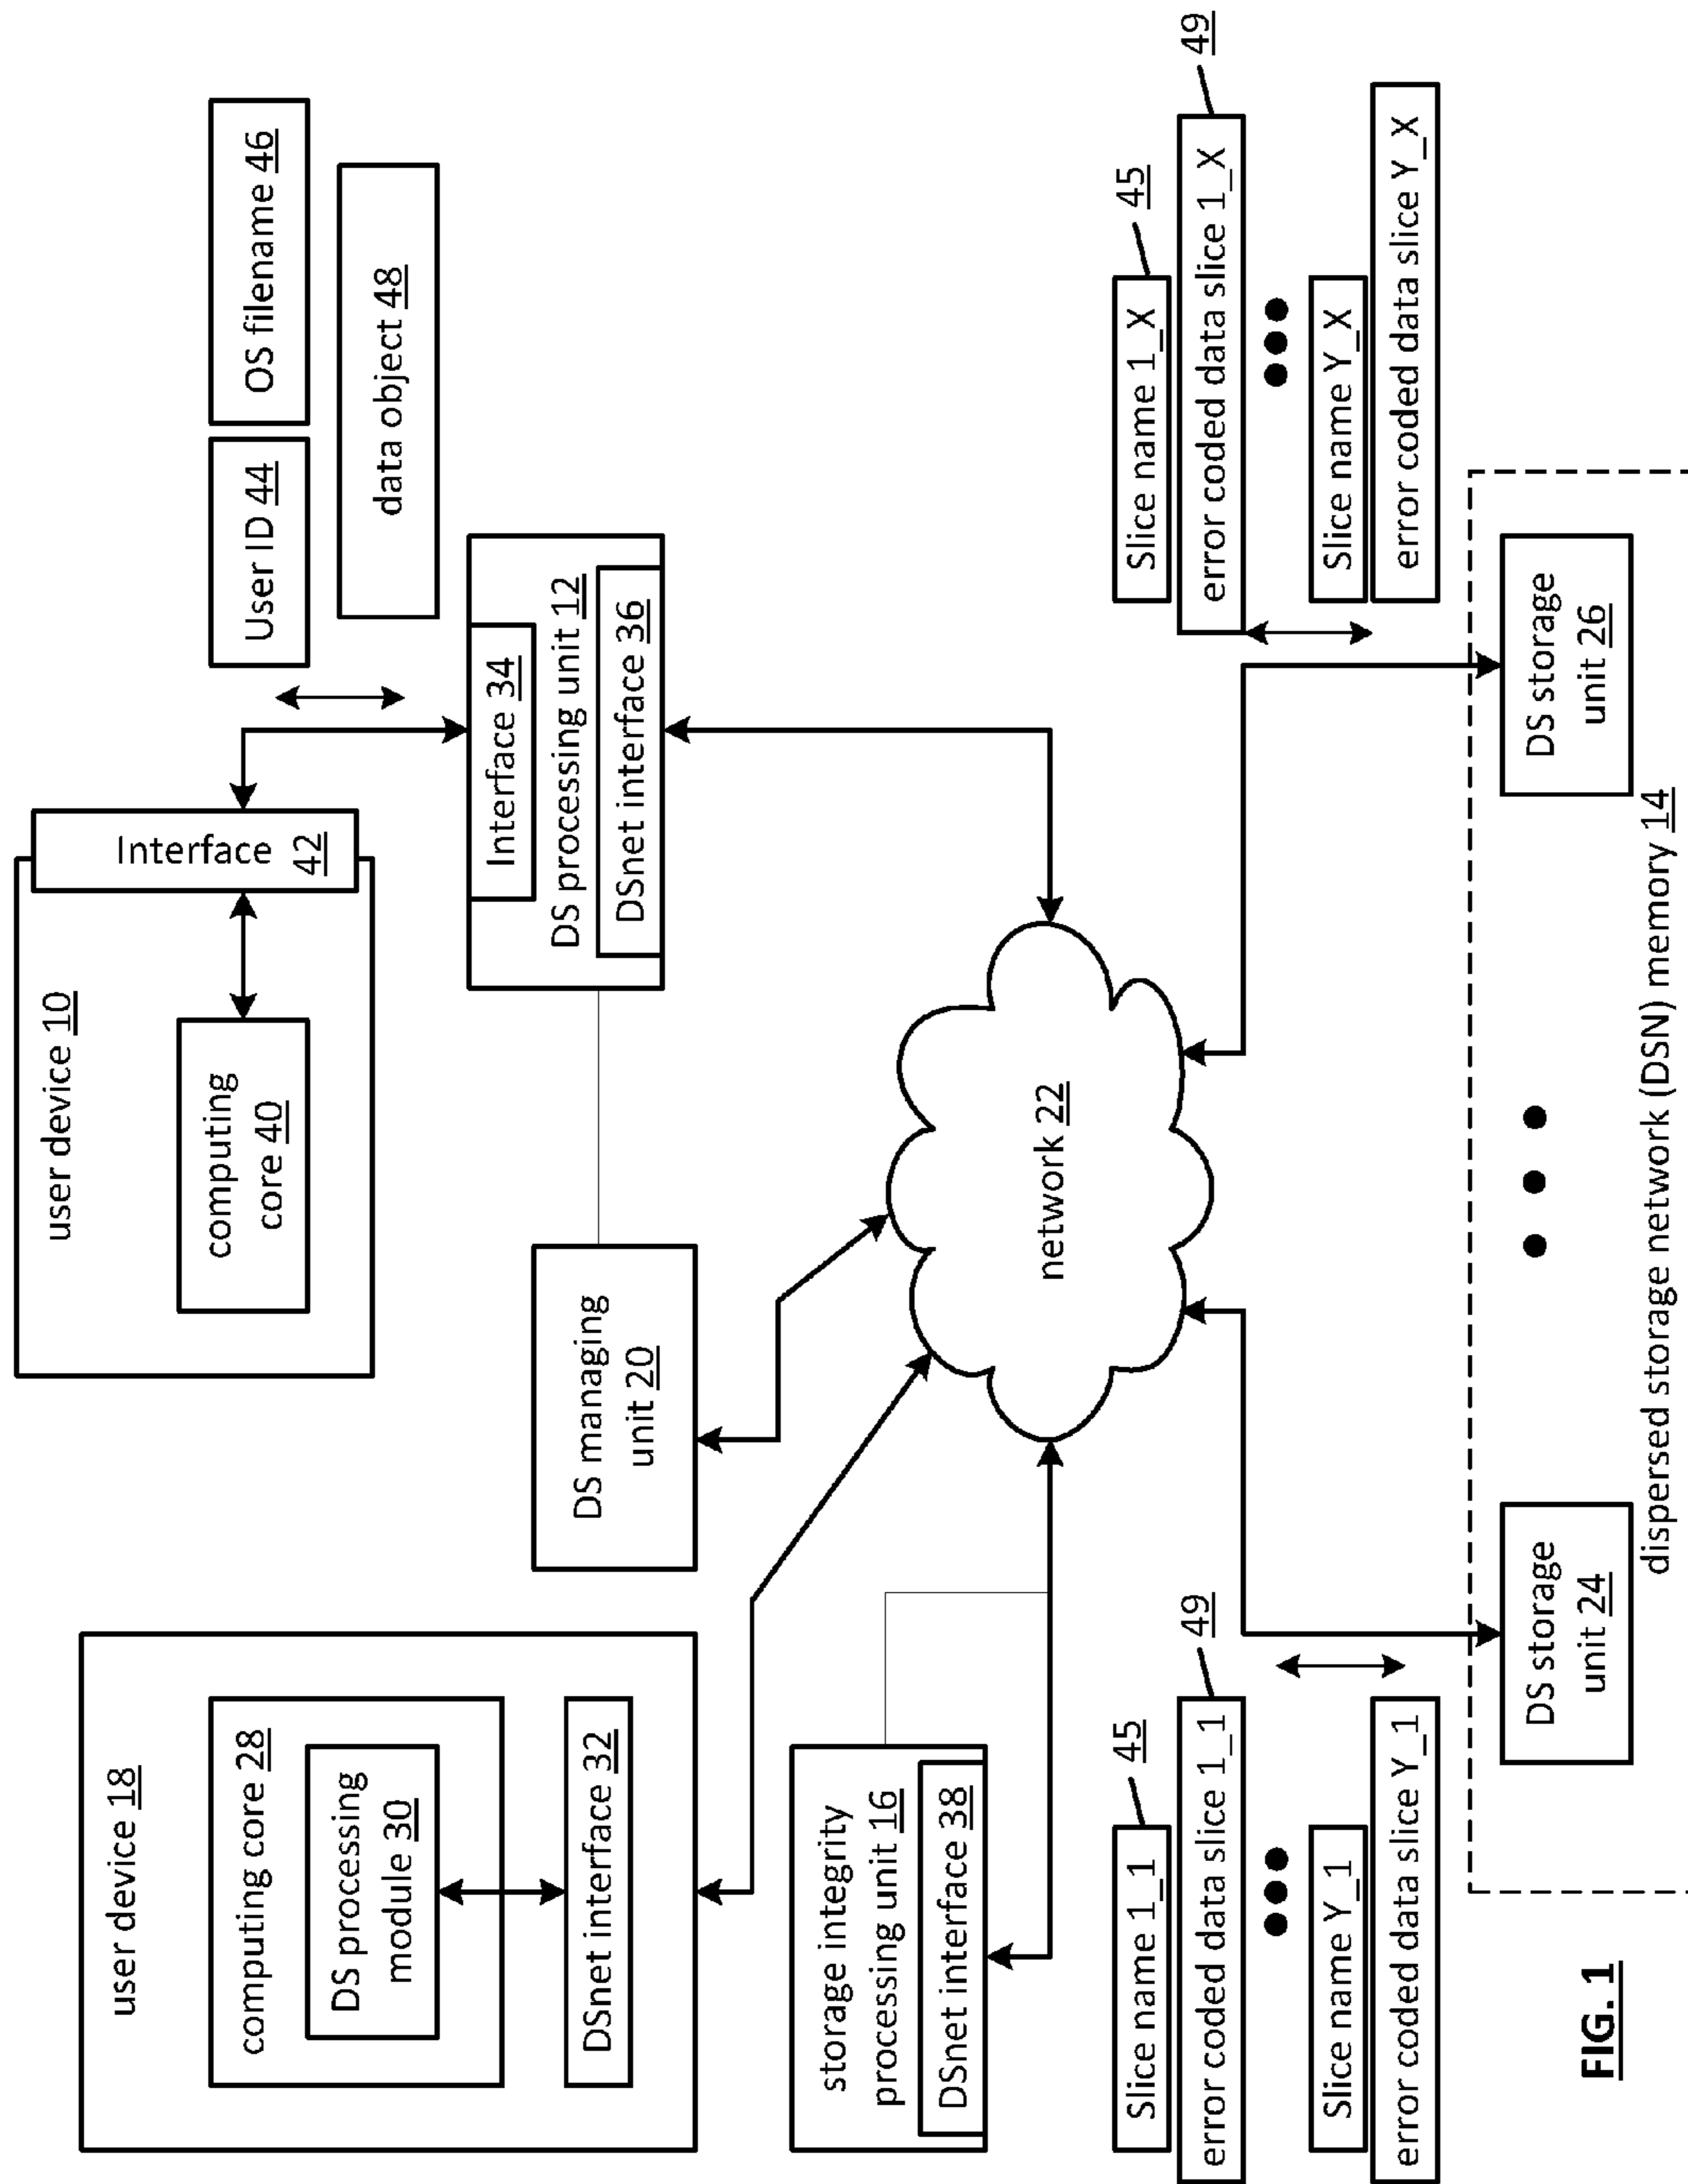 user device 18
computing core 28
DS processing
module 30
DSnet interface 32
user device 10
computing
core 40
Interface
42
User ID 44
OS filename 46
data object 48
DS managing
unit 20
Interface 34
DS processing unit 12
DSnet interface 36
storage integrity
processing unit 16
DSnet interface 38
network 22
Slice name 1_1
45
error coded data slice 1_1
49
Slice name Y_1
error coded data slice Y_1
Slice name 1_X
45
error coded data slice 1_X
49
Slice name Y_X
error coded data slice Y_X
DS storage
unit 24
DS storage
unit 26
dispersed storage network (DSN) memory 14
FIG. 1